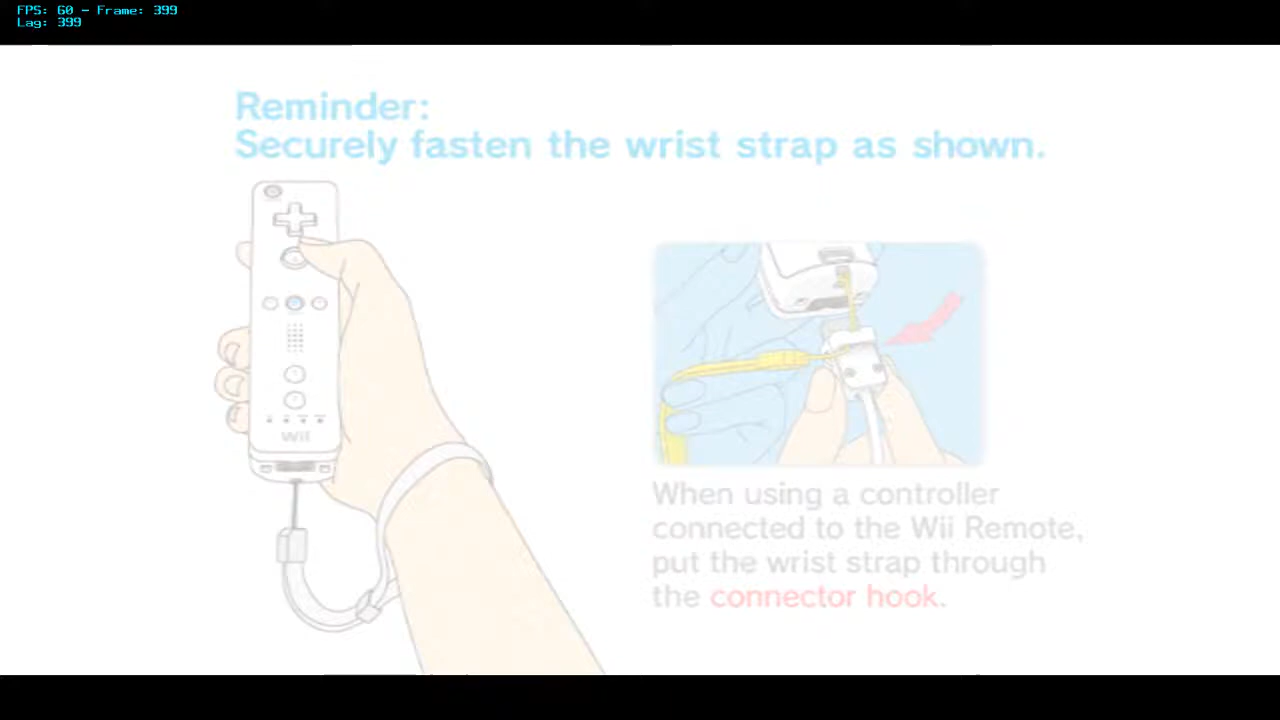 FPS: 60 - Frame: 399
Lag: 399
Reminder:
Securely fasten the wrist strap as shown.
Wii
When using a controller
connected to the Wii Remote,
put the wrist strap through
the connector hook.